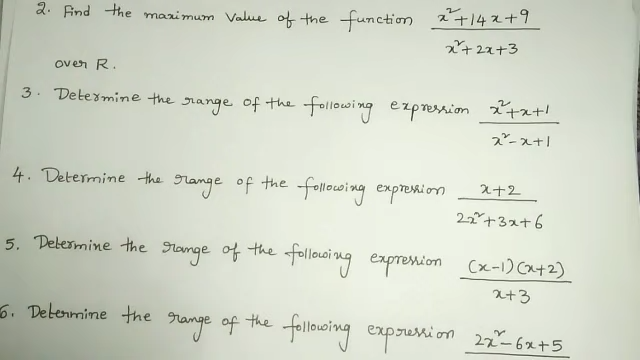 2. Find the maximum value of the function x²+14x+9 / x²+2x+3
over R.
3. Determine the range of the following expression x²+x+1 / x²-x+1
4. Determine the range of the following expression x+2 / 2x²+3x+6
5. Determine the range of the following expression (x-1)(x+2) / x+3
6. Determine the range of the following expression 2x²-6x+5